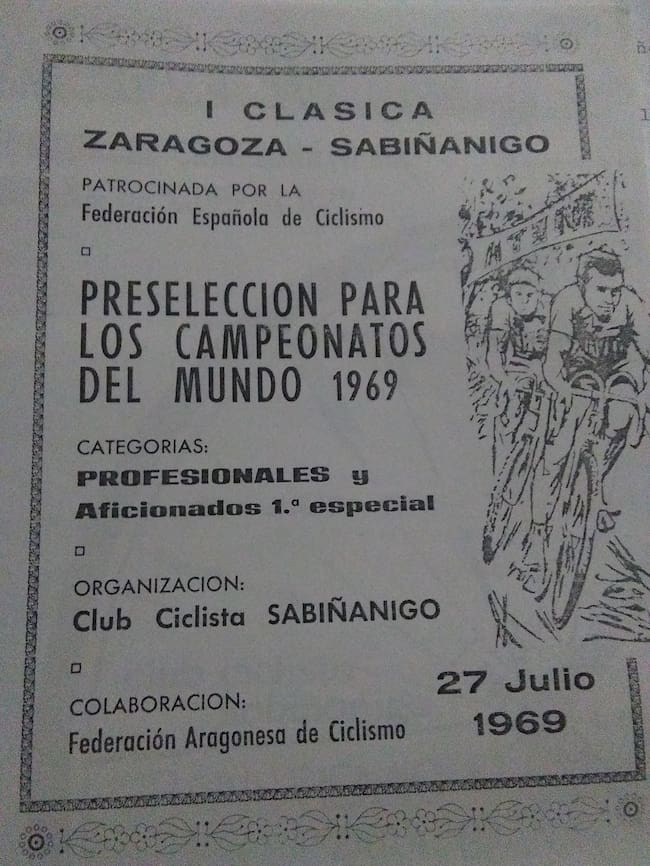 I CLASICA
ZARAGOZA - SABIÑANIGO
PATROCINADA POR LA
Federación Española de Ciclismo
PRESELECCION PARA
LOS CAMPEONATOS
DEL MUNDO 1969
CATEGORIAS:
PROFESIONALES y
Aficionados 1.ª especial
ORGANIZACION:
Club Ciclista SABIÑANIGO
COLABORACION:
Federación Aragonesa de Ciclismo
27 Julio
1969